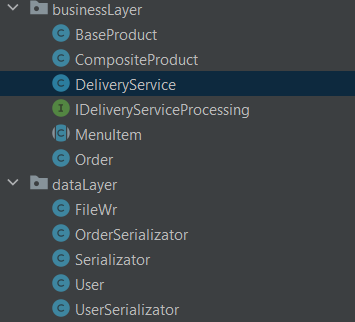 businessLayer
BaseProduct
CompositeProduct
DeliveryService
IDeliveryServiceProcessing
MenuItem
Order
dataLayer
FileWr
OrderSerializator
Serializator
User
UserSerializator